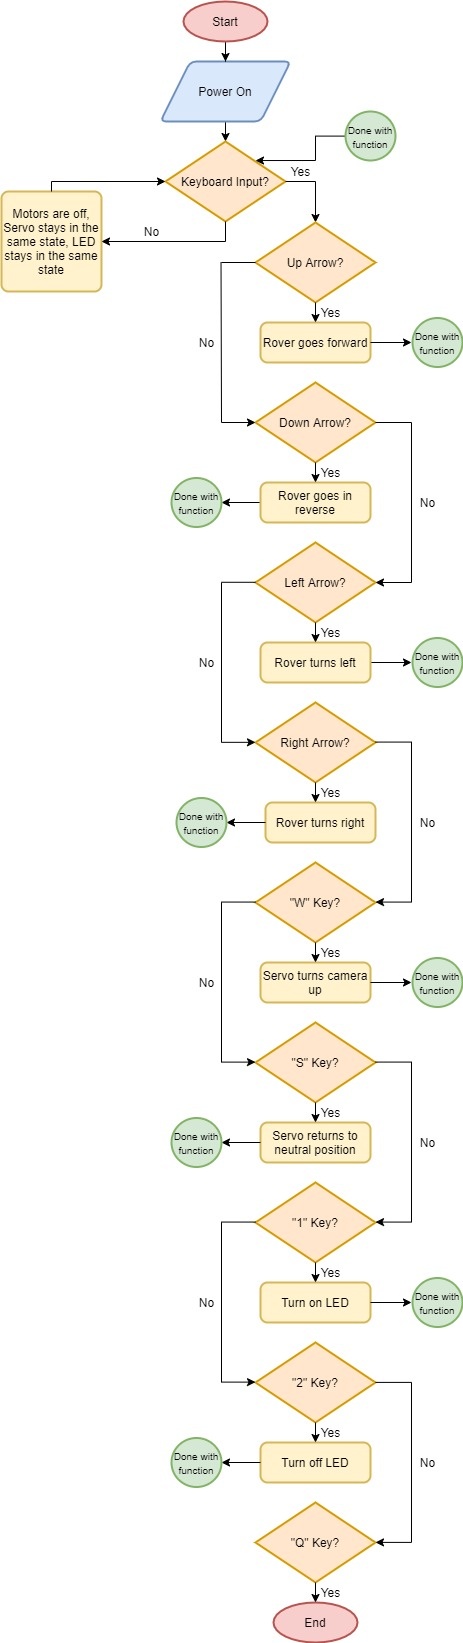 Start
Power On
Done with
function
Keyboard Input?
Yes
Motors are off,
Servo stays in the
same state, LED
stays in the same
state
No
Up Arrow?
Yes
No
Rover goes forward
Done with
function
Down Arrow?
Yes
Rover goes in
reverse
Done with
function
No
Left Arrow?
Yes
No
Rover turns left
Done with
function
Right Arrow?
Yes
Rover turns right
Done with
function
No
"W" Key?
Yes
No
Servo turns camera
up
Done with
function
"S" Key?
Yes
Servo returns to
neutral position
Done with
function
No
"1" Key?
Yes
No
Turn on LED
Done with
function
"2" Key?
Yes
Turn off LED
Done with
function
No
"Q" Key?
Yes
End